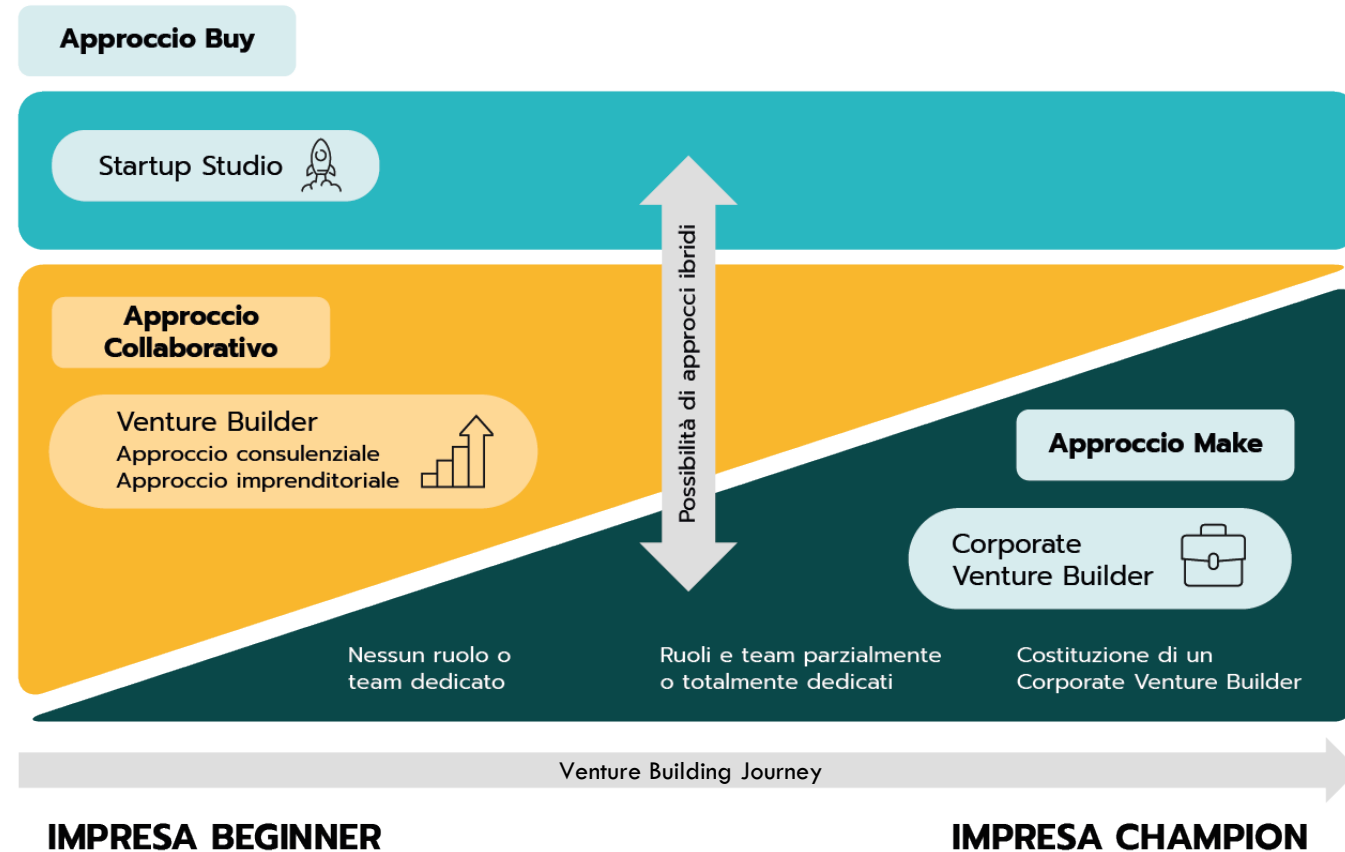 Approccio Buy
Startup Studio
Possibilità di approcci ibridi
Approccio
Collaborativo
Venture Builder
Approccio consulenziale
Approccio imprenditoriale
Approccio Make
Corporate
Venture Builder
Nessun ruolo o
team dedicato
Ruoli e team parzialmente
o totalmente dedicati
Costituzione di un
Corporate Venture Builder
Venture Building Journey
IMPRESA BEGINNER
IMPRESA CHAMPION